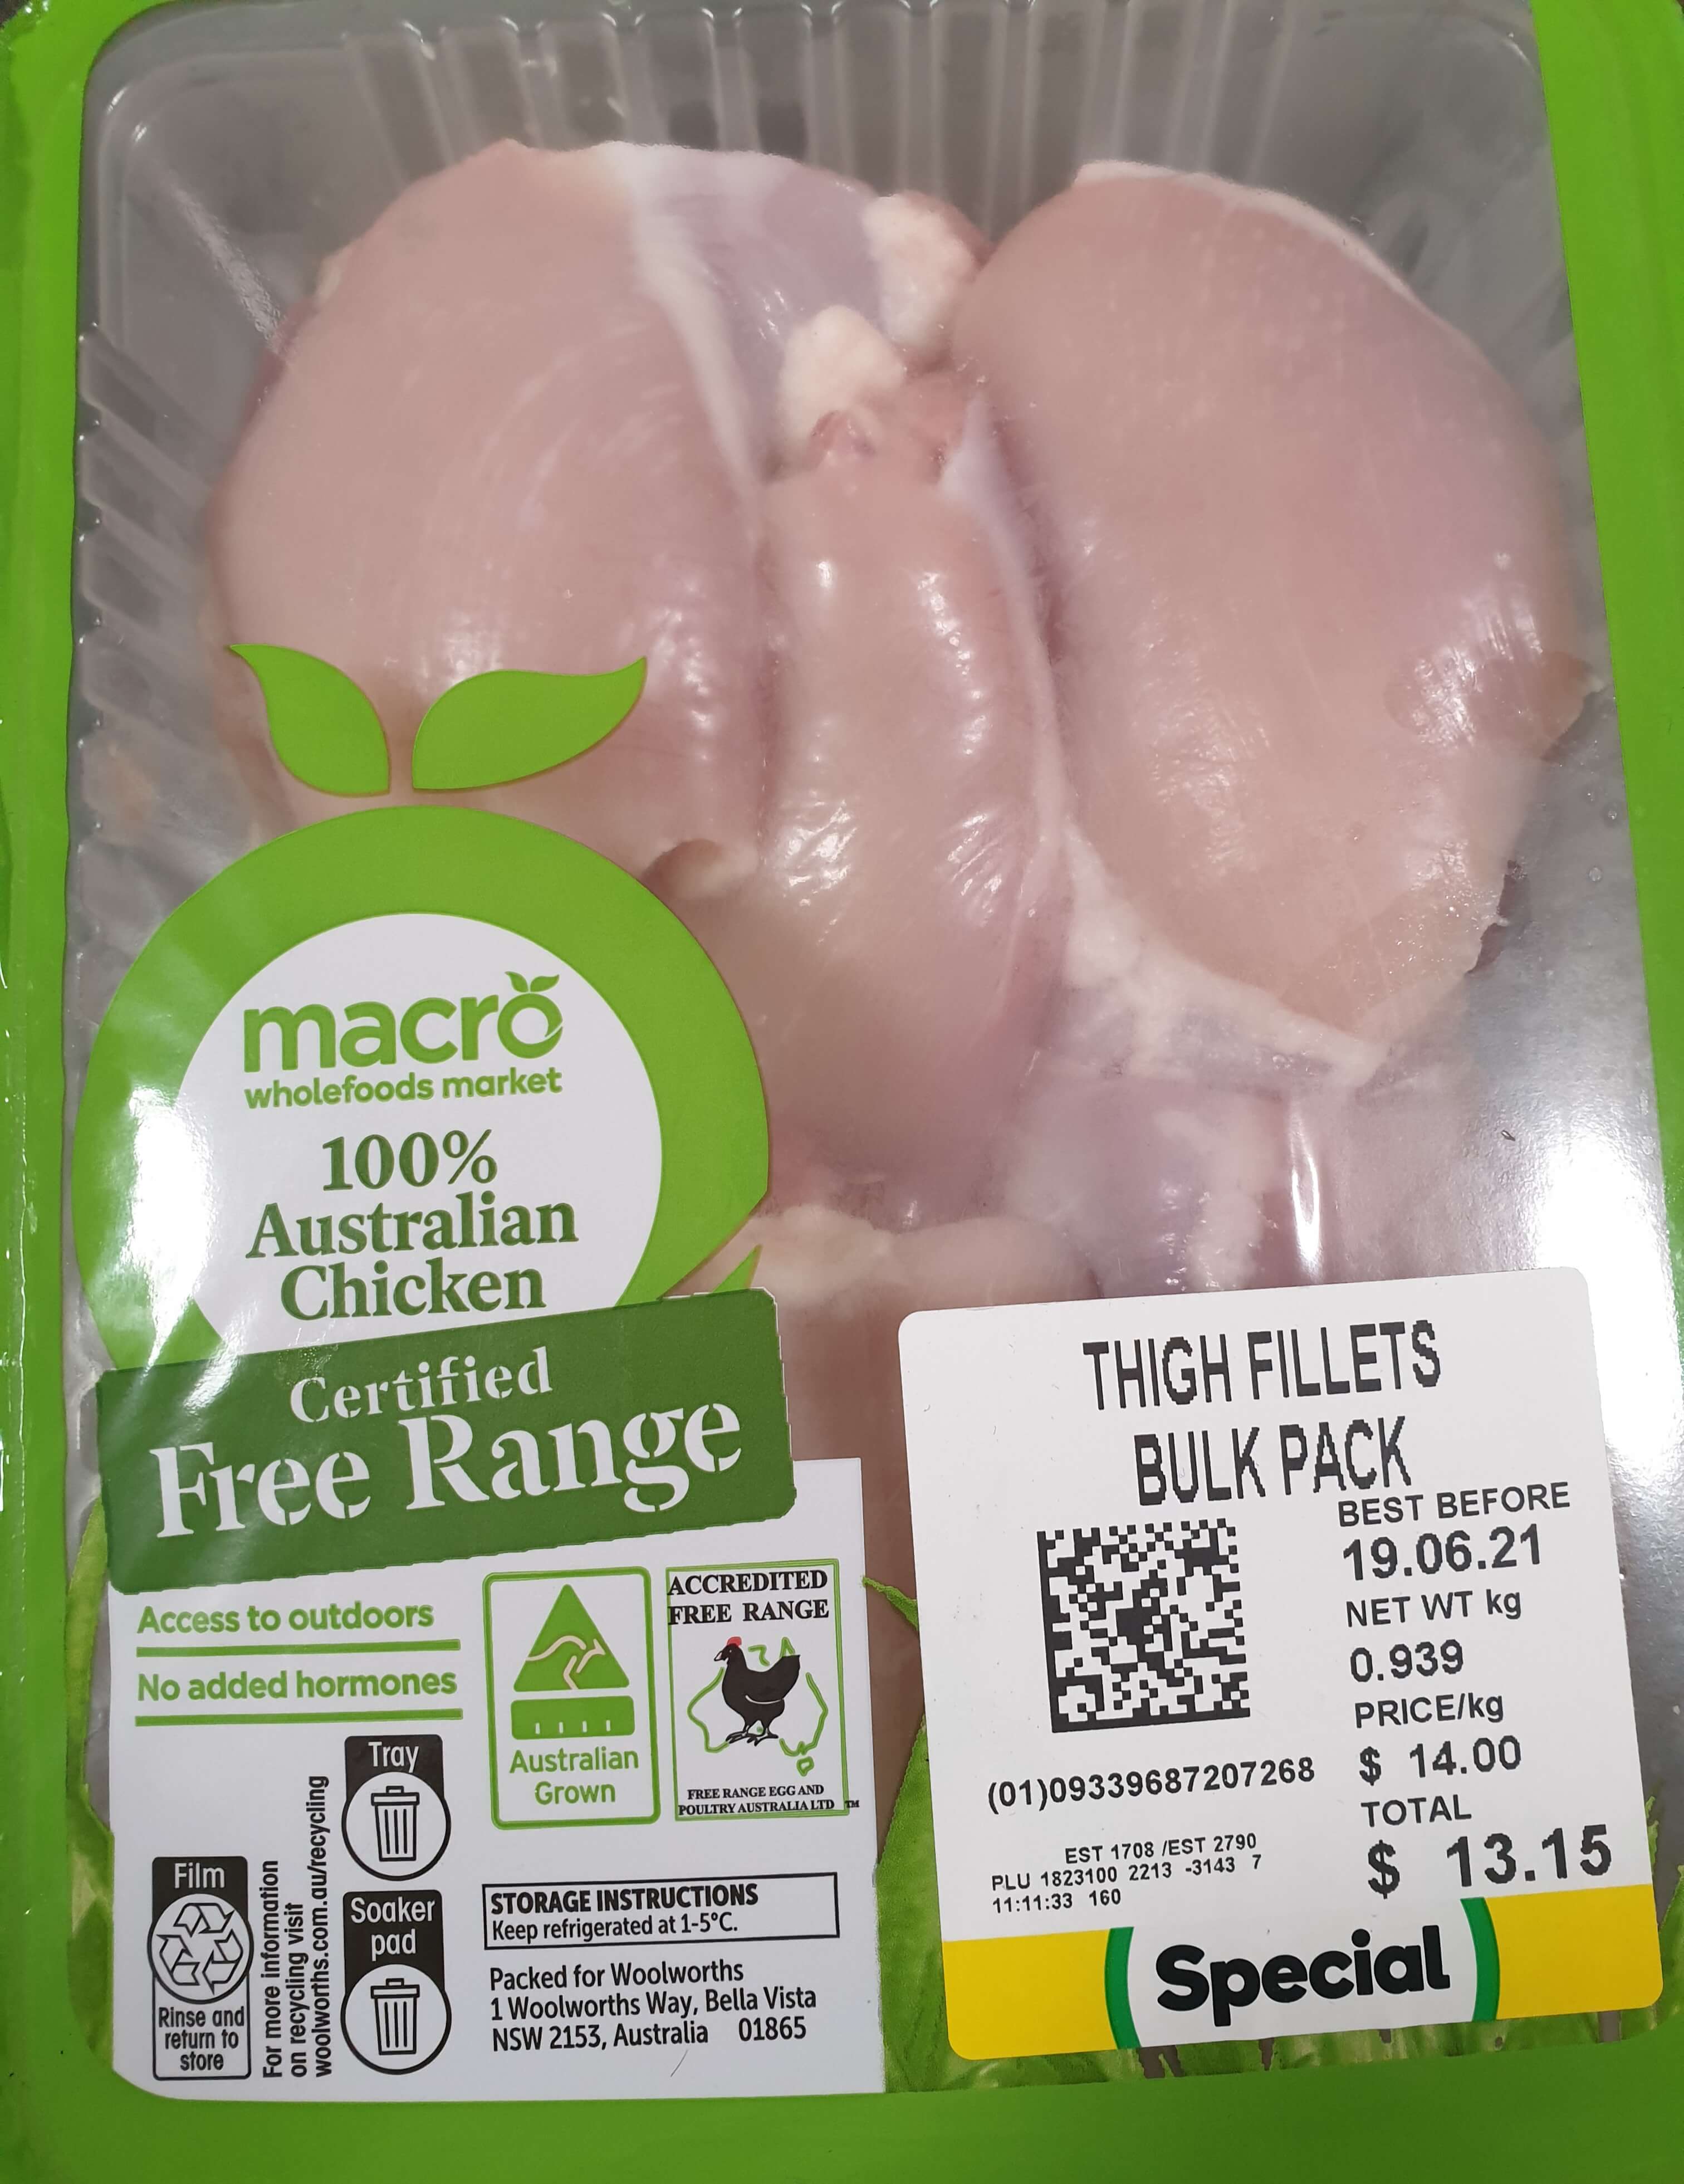 macro
wholefoods market
100%
Australian
Chicken
Certified
Free Range
Access to outdoors
No added hormones
Australian
Grown
ACCREDITED
FREE RANGE
FREE RANGE EGG AND
POULTRY AUSTRALIA LTD TM
Film
Rinse and
return to
store
For more information
on recycling visit
woolworths.com.au/recycling
Tray
Soaker
pad
STORAGE INSTRUCTIONS
Keep refrigerated at 1-5°C.
Packed for Woolworths
1 Woolworths Way, Bella Vista
NSW 2153, Australia 01865
THIGH FILLETS
BULK PACK
BEST BEFORE
19.06.21
NET WT kg
0.939
PRICE/kg
$ 14.00
TOTAL
$ 13.15
(01)09339687207268
EST 1708 /EST 2790
PLU 1823100 2213 -3143 7
11:11:33 160
Special